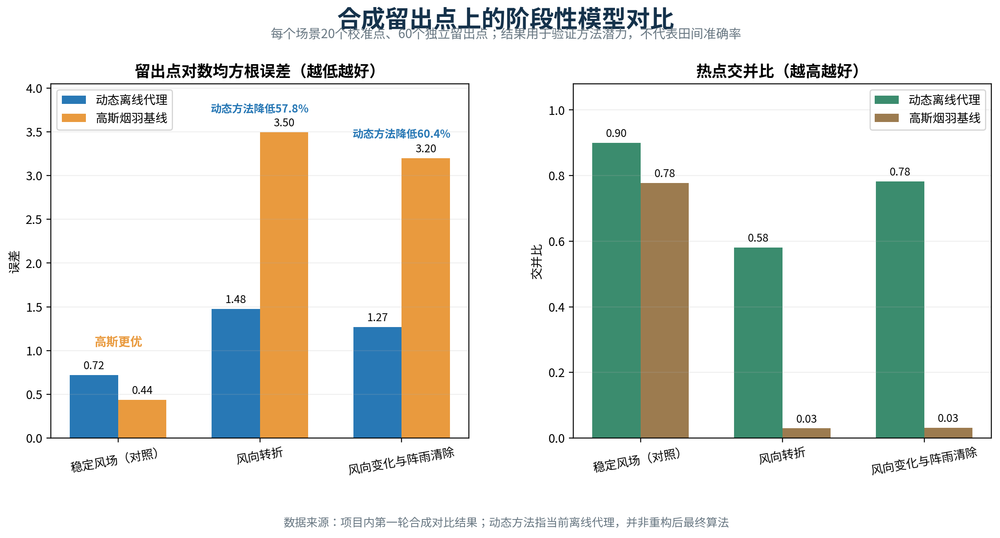 合成留出点上的阶段性模型对比
每个场景20个校准点、60个独立留出点；结果用于验证方法潜力，不代表田间准确率
留出点对数均方根误差（越低越好）
4.0
3.5
3.0
2.5
2.0
1.5
1.0
0.5
0.0
误差
动态离线代理
高斯烟羽基线
动态方法降低57.8%
3.50
动态方法降低60.4%
3.20
1.48
1.27
高斯更优
0.72
0.44
稳定风场（对照）
风向转折
风向变化与阵雨清除
热点交并比（越高越好）
1.0
0.8
0.6
0.4
0.2
0.0
交并比
动态离线代理
高斯烟羽基线
0.90
0.78
0.58
0.03
0.78
0.03
稳定风场（对照）
风向转折
风向变化与阵雨清除
数据来源：项目内第一轮合成对比结果；动态方法指当前离线代理，并非重构后最终算法